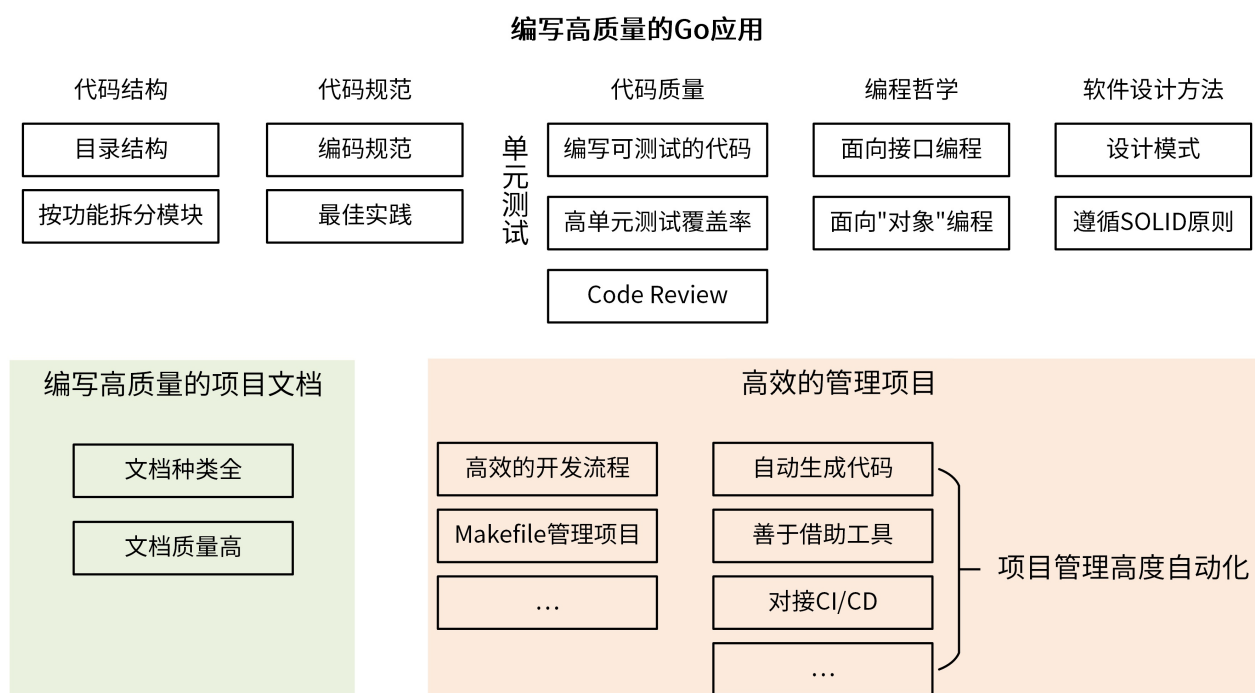 编写高质量的Go应用
代码结构
代码规范
代码质量
编程哲学
软件设计方法
目录结构
编码规范
单元测试
编写可测试的代码
面向接口编程
设计模式
按功能拆分模块
最佳实践
高单元测试覆盖率
面向"对象"编程
遵循SOLID原则
Code Review
编写高质量的项目文档
文档种类全
文档质量高
高效的管理项目
高效的开发流程
自动生成代码
Makefile管理项目
善于借助工具
项目管理高度自动化
…
对接CI/CD
…